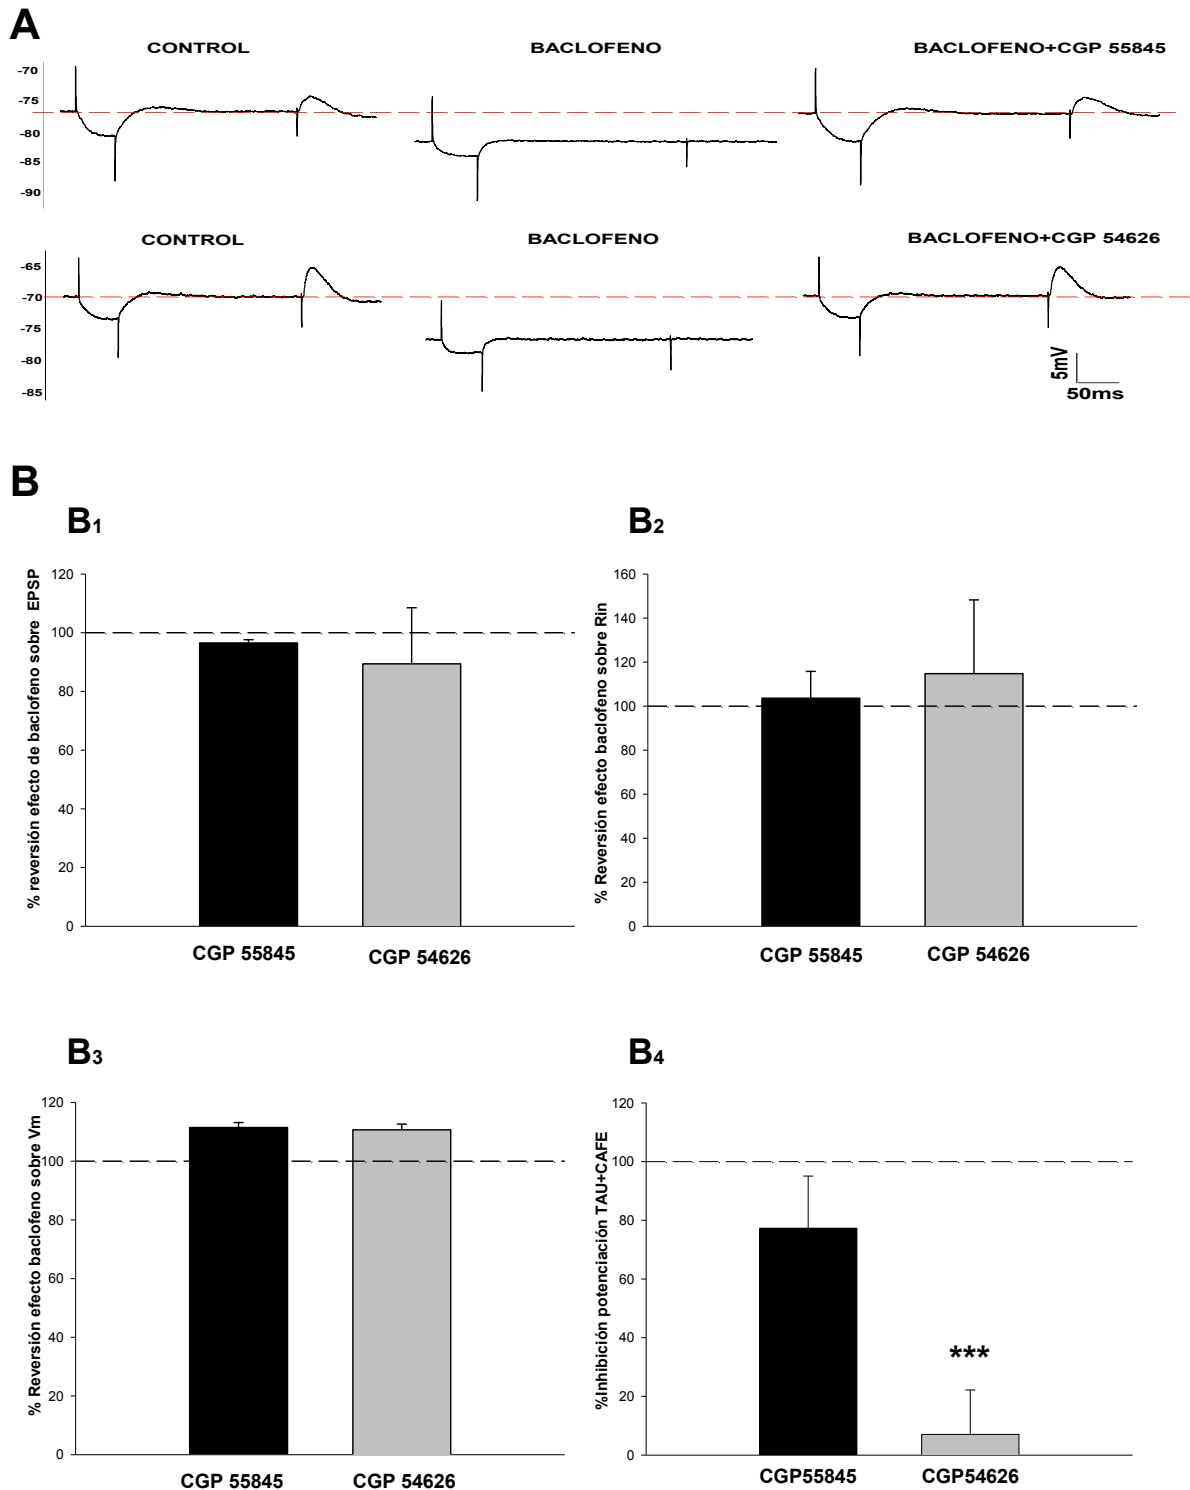 A
CONTROL BACLOFENO BACLOFENO+CGP 55845
-70
-75
-80
-85
-90
CONTROL BACLOFENO BACLOFENO+CGP 54626
-65
-70
-75
-80
-85
5mV
50ms
B
B1
% reversión efecto de baclofeno sobre EPSP
120
100
80
60
40
20
0
CGP 55845 CGP 54626
B2
% Reversión efecto baclofeno sobre Rin
160
140
120
100
80
60
40
20
0
CGP 55845 CGP 54626
B3
% Reversión efecto baclofeno sobre Vm
120
100
80
60
40
20
0
CGP 55845 CGP 54626
B4
%Inhibición potenciación TAU+CAFE
120
100
80
60
40
20
0
***
CGP55845 CGP54626